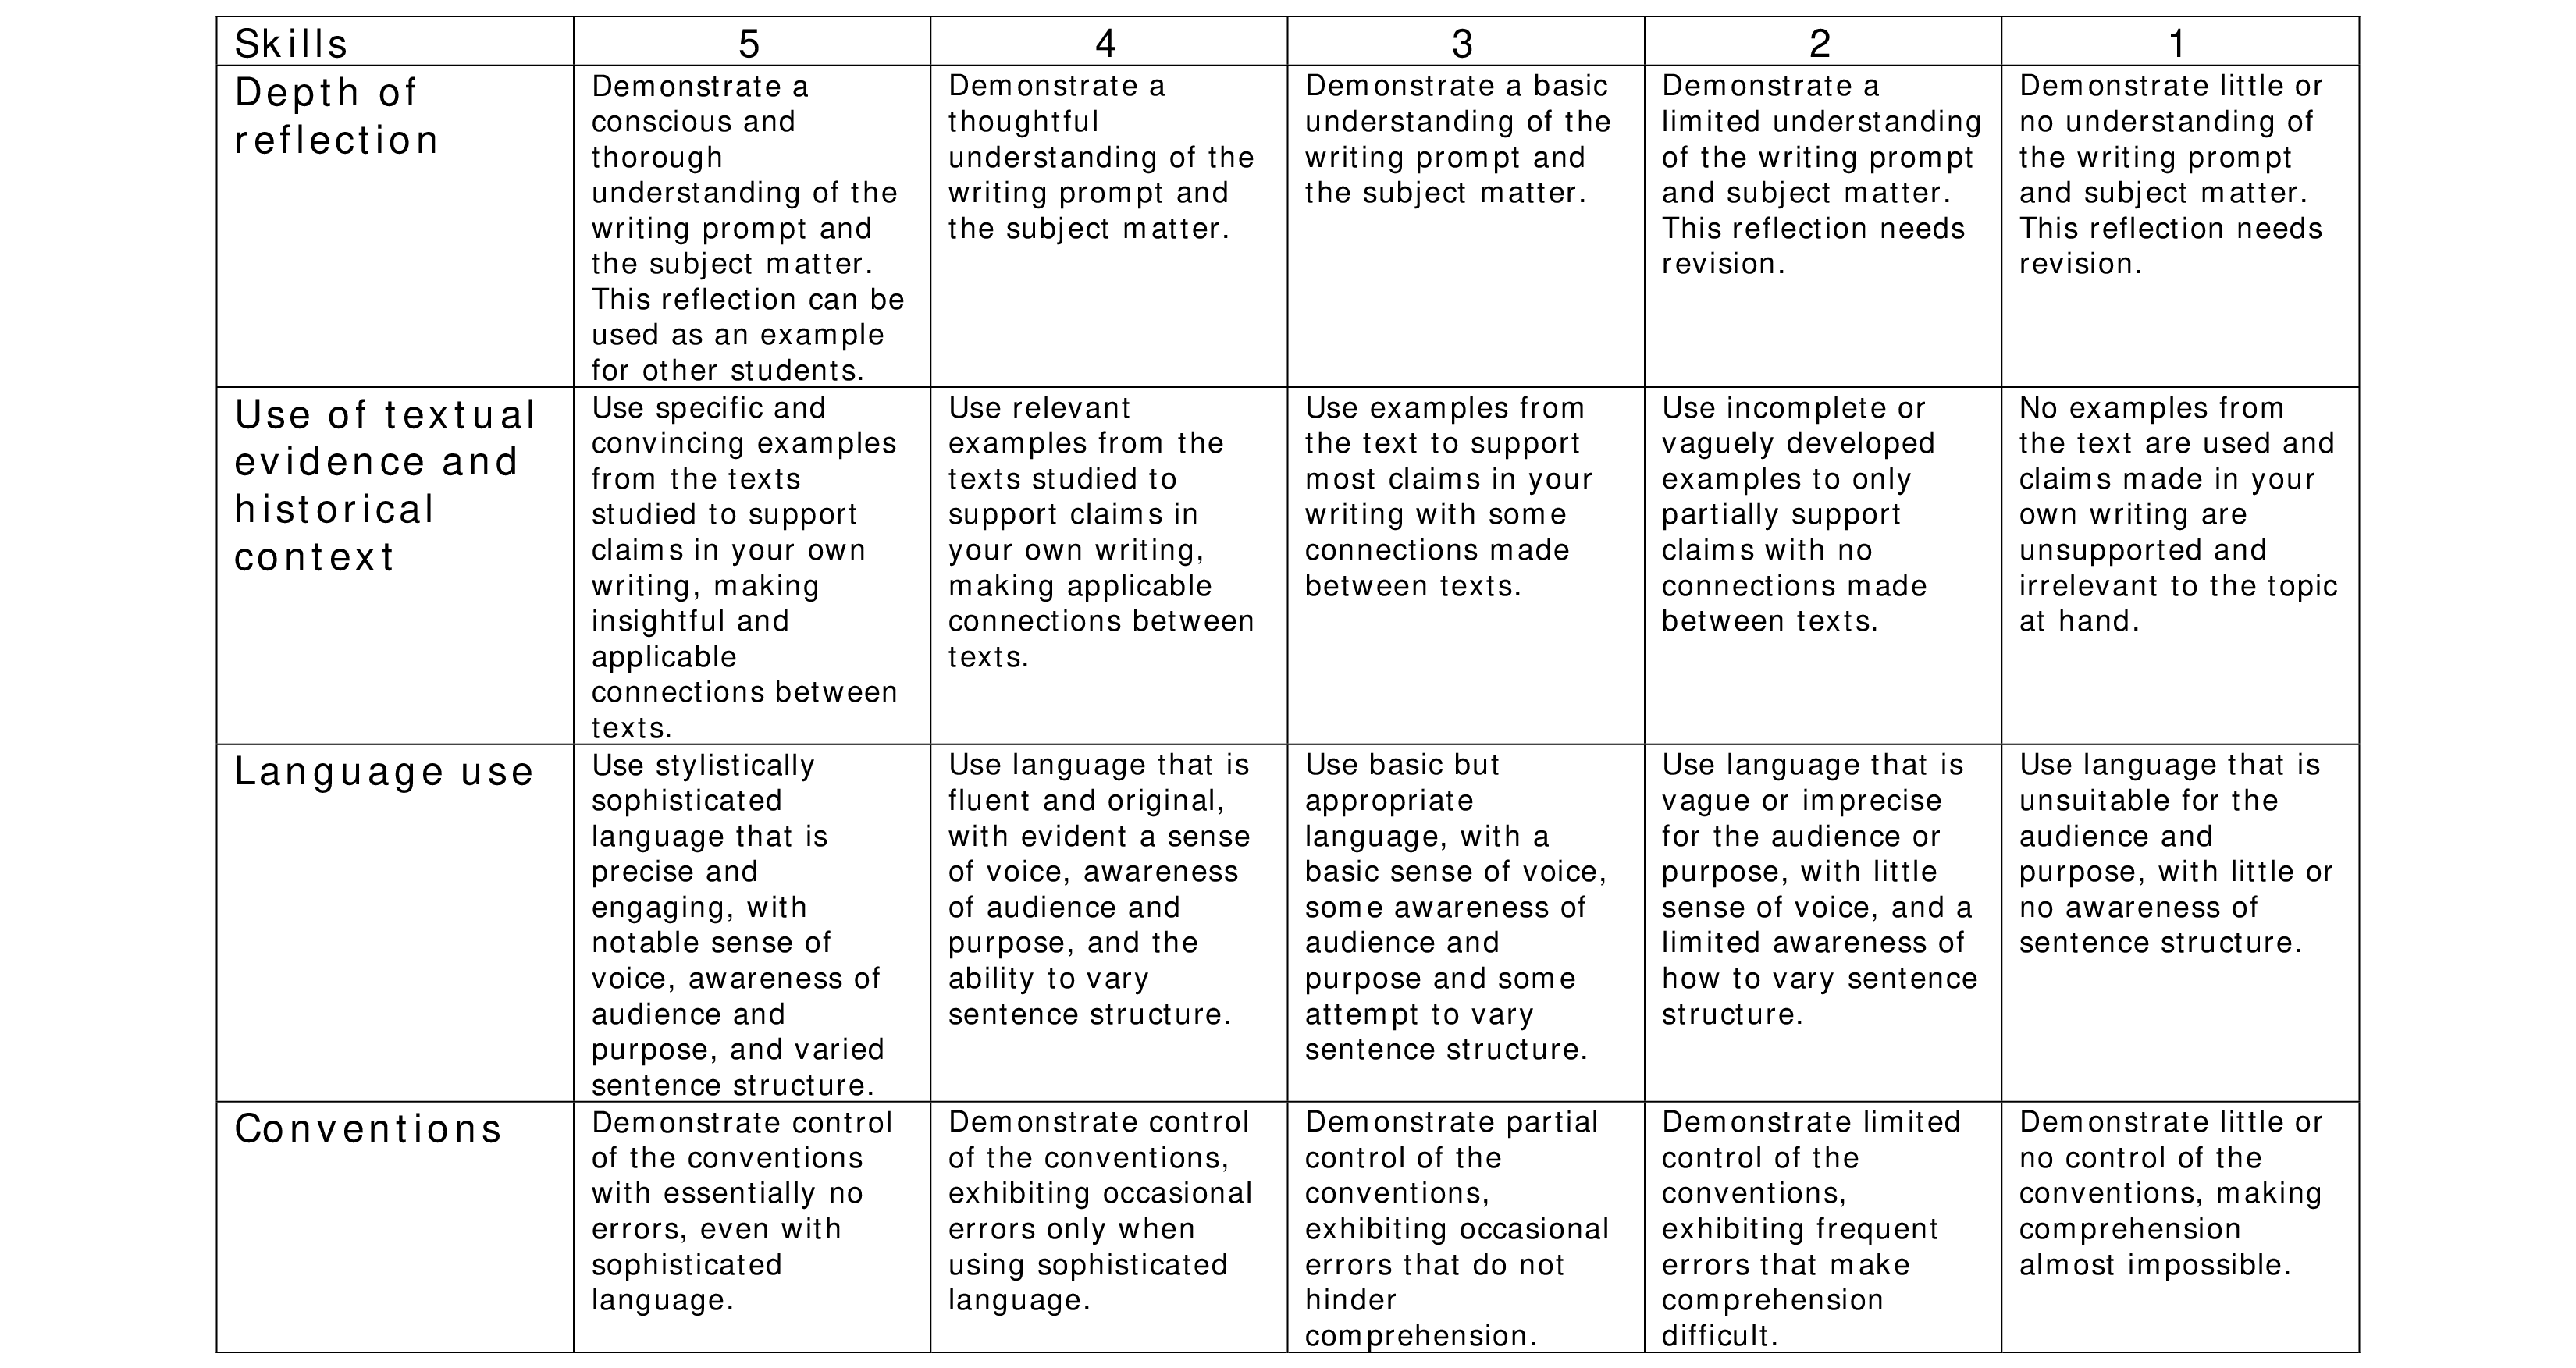 Skills
5
4
3
2
1
Depth of
reflection
Demonstrate a
conscious and
thorough
understanding of the
writing prompt and
the subject matter.
This reflection can be
used as an example
for other students.
Demonstrate a
thoughtful
understanding of the
writing prompt and
the subject matter.
Demonstrate a basic
understanding of the
writing prompt and
the subject matter.
Demonstrate a
limited understanding
of the writing prompt
and subject matter.
This reflection needs
revision.
Demonstrate little or
no understanding of
the writing prompt
and subject matter.
This reflection needs
revision.
Use of textual
evidence and
historical
context
Use specific and
convincing examples
from the texts
studied to support
claims in your own
writing, making
insightful and
applicable
connections between
texts.
Use relevant
examples from the
texts studied to
support claims in
your own writing,
making applicable
connections between
texts.
Use examples from
the text to support
most claims in your
writing with some
connections made
between texts.
Use incomplete or
vaguely developed
examples to only
partially support
claims with no
connections made
between texts.
No examples from
the text are used and
claims made in your
own writing are
unsupported and
irrelevant to the topic
at hand.
Language use
Use stylistically
sophisticated
language that is
precise and
engaging, with
notable sense of
voice, awareness of
audience and
purpose, and varied
sentence structure.
Use language that is
fluent and original,
with evident a sense
of voice, awareness
of audience and
purpose, and the
ability to vary
sentence structure.
Use basic but
appropriate
language, with a
basic sense of voice,
some awareness of
audience and
purpose and some
attempt to vary
sentence structure.
Use language that is
vague or imprecise
for the audience or
purpose, with little
sense of voice, and a
limited awareness of
how to vary sentence
structure.
Use language that is
unsuitable for the
audience and
purpose, with little or
no awareness of
sentence structure.
Conventions
Demonstrate control
of the conventions
with essentially no
errors, even with
sophisticated
language.
Demonstrate control
of the conventions,
exhibiting occasional
errors only when
using sophisticated
language.
Demonstrate partial
control of the
conventions,
exhibiting occasional
errors that do not
hinder
comprehension.
Demonstrate limited
control of the
conventions,
exhibiting frequent
errors that make
comprehension
difficult.
Demonstrate little or
no control of the
conventions, making
comprehension
almost impossible.